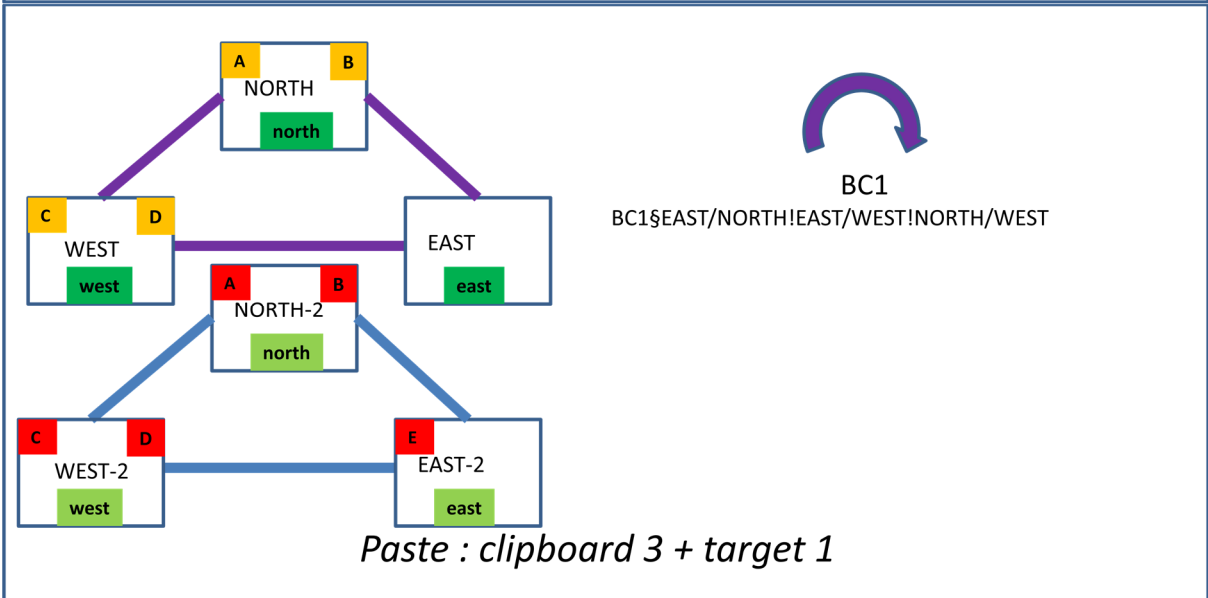 A B
NORTH
north
C D
WEST
west
EAST
east
A B
NORTH-2
north
C D
WEST-2
west
E
EAST-2
east
BC1
BC1§EAST/NORTH!EAST/WEST!NORTH/WEST
Paste : clipboard 3 + target 1